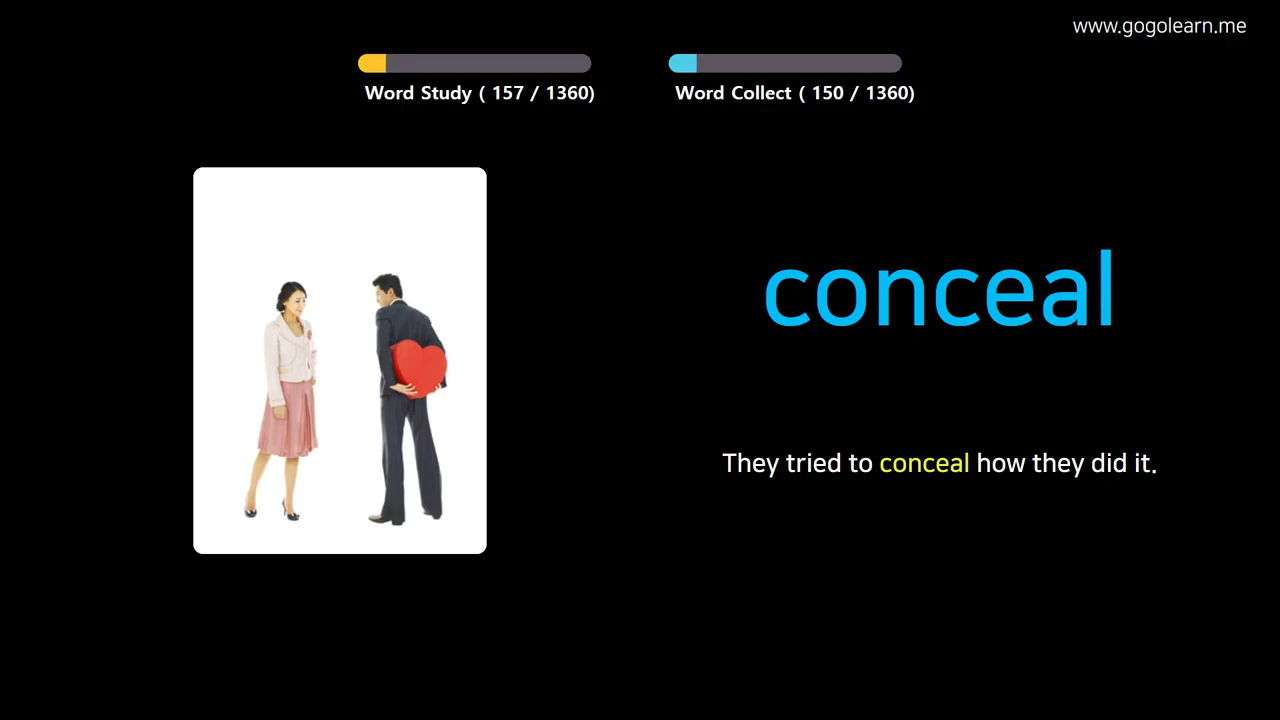 www.gogolearn.me
Word Study ( 157 / 1360)
Word Collect ( 150 / 1360)
conceal
They tried to conceal how they did it.